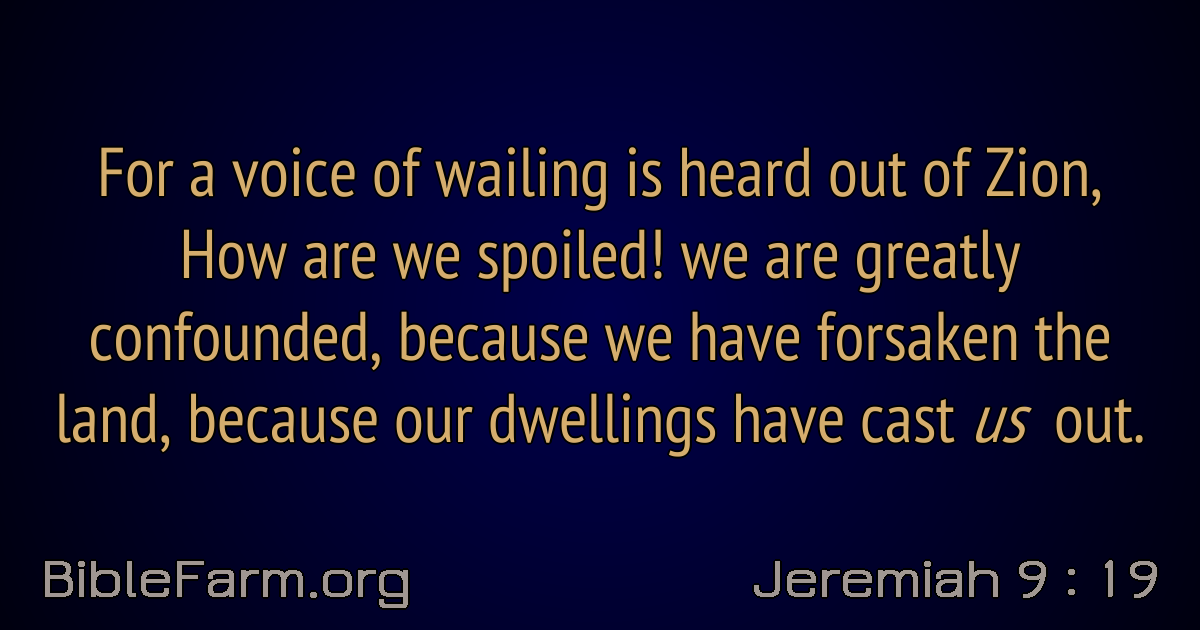 For a voice of wailing is heard out of Zion,
How are we spoiled! we are greatly
confounded, because we have forsaken the
land, because our dwellings have cast us out.
BibleFarm.org
Jeremiah 9 : 19